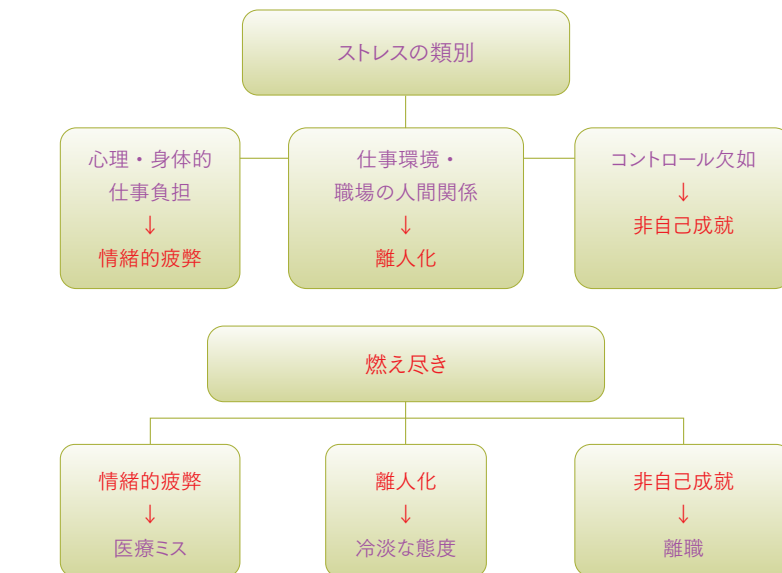 ストレスの類別
心理・身体的
仕事負担
↓
情緒的疲弊
仕事環境・
職場の人間関係
↓
離人化
コントロール欠如
↓
非自己成就
燃え尽き
情緒的疲弊
↓
医療ミス
離人化
↓
冷淡な態度
非自己成就
↓
離職